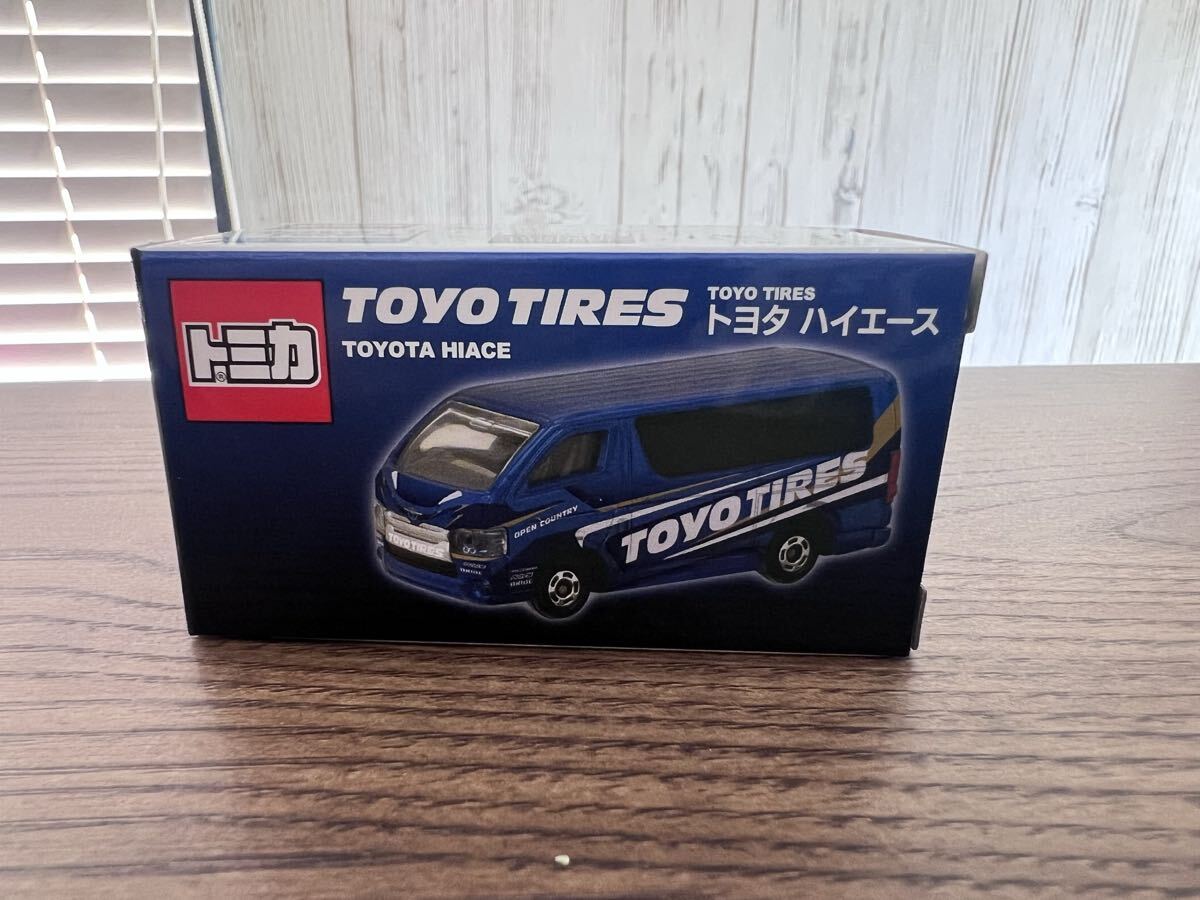 トミカ®
TOYO TIRES
TOYOTA HIACE
TOYO TIRES
トヨタ ハイエース
OPEN COUNTRY
TOYO TIRES
TOYO TIRES